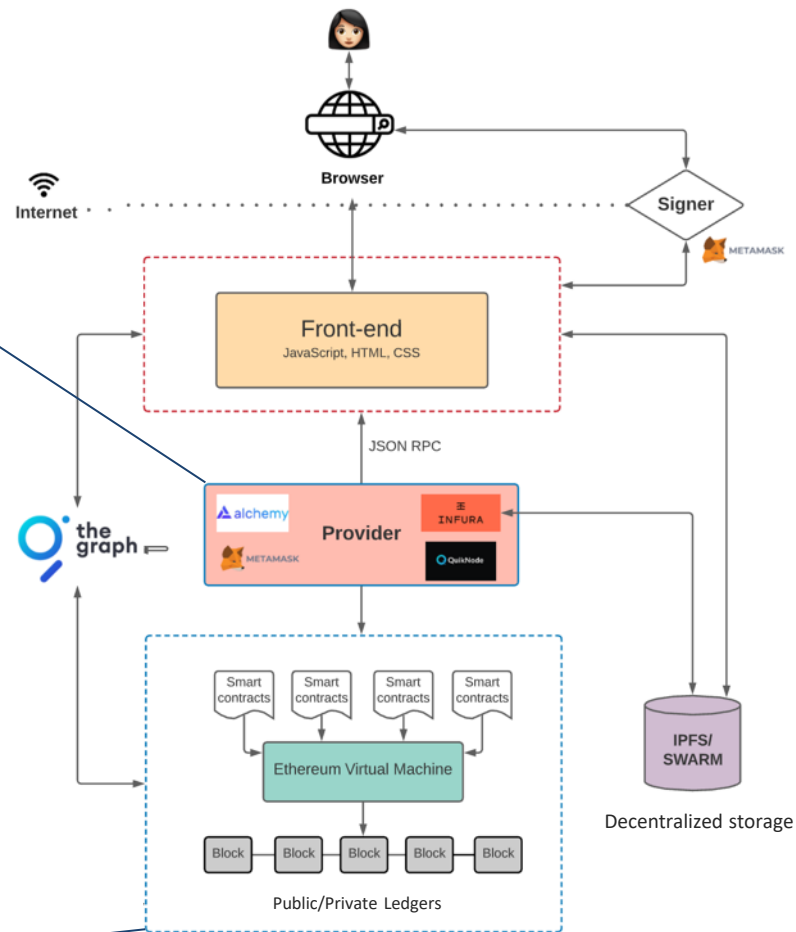 Browser
Internet
Signer
METAMASK
Front-end
JavaScript, HTML, CSS
JSON RPC
the
graph
alchemy
INFURA
Provider
METAMASK
QuikNode
Smart
contracts
Smart
contracts
Smart
contracts
Smart
contracts
Ethereum Virtual Machine
IPFS/
SWARM
Decentralized storage
Block
Block
Block
Block
Block
Public/Private Ledgers